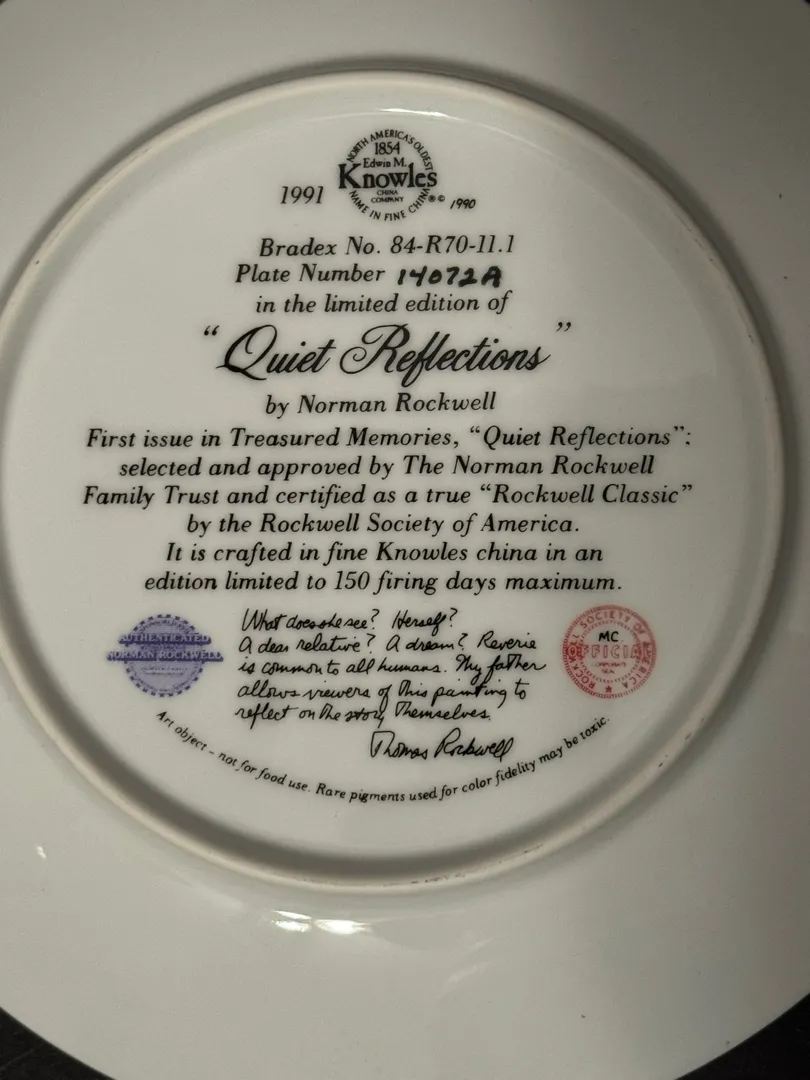 NORTH AMERICA'S OLDEST
1854
Edwin M.
Knowles
CHINA
COMPANY
NAME IN FINE CHINA
®©
1991
1990
Bradex No. 84-R70-11.1
Plate Number 14072A
in the limited edition of
“Quiet Reflections”
by Norman Rockwell
First issue in Treasured Memories, “Quiet Reflections”:
selected and approved by The Norman Rockwell
Family Trust and certified as a true “Rockwell Classic”
by the Rockwell Society of America.
It is crafted in fine Knowles china in an
edition limited to 150 firing days maximum.
What does she see? Herself?
A dear relative? A dream? Reverie
is common to all humans. My father
allows viewers of this painting to
reflect on the story themselves.
Thomas Rockwell
AUTHENTICATED
NORMAN ROCKWELL
ROCKWELL SOCIETY OF AMERICA
MC
OFFICIAL
CORPORATE
SEAL
Art object – not for food use. Rare pigments used for color fidelity may be toxic.